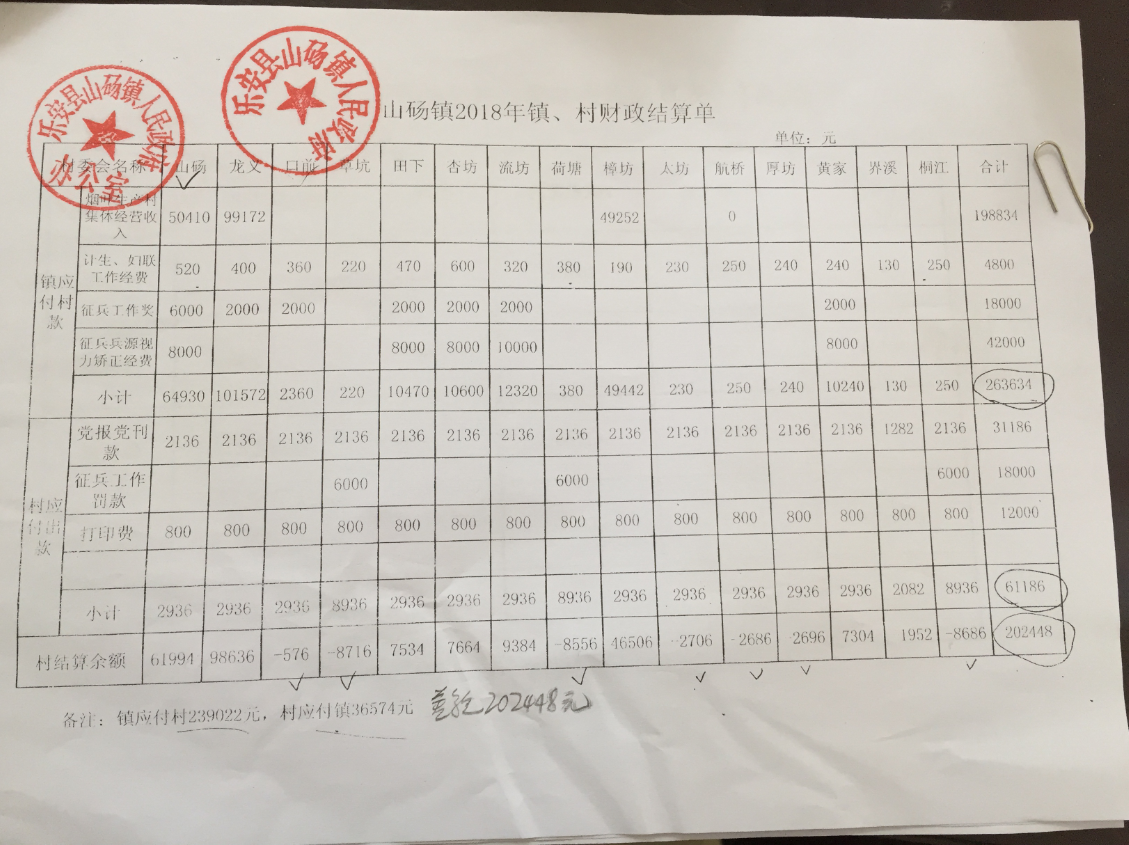 乐安县山砀镇人民政府
办公室
乐安县山砀镇人民政府
山砀镇2018年镇、村财政结算单
单位：元
村委会名称 山砀 龙义 口前 草坑 田下 杏坊 流坊 荷塘 樟坊 太坊 航桥 厚坊 黄家 界溪 桐江 合计
镇应付村款
烟叶生产村集体经营收入 50410 99172 49252 0 198834
计生、妇联工作经费 520 400 360 220 470 600 320 380 190 230 250 240 240 130 250 4800
征兵工作奖 6000 2000 2000 2000 2000 2000 2000 18000
征兵兵源视力矫正经费 8000 8000 8000 10000 8000 42000
小计 64930 101572 2360 220 10470 10600 12320 380 49442 230 250 240 10240 130 250 263634
村应付出款
党报党刊款 2136 2136 2136 2136 2136 2136 2136 2136 2136 2136 2136 2136 2136 1282 2136 31186
征兵工作罚款 6000 6000 6000 18000
打印费 800 800 800 800 800 800 800 800 800 800 800 800 800 800 800 12000
小计 2936 2936 2936 8936 2936 2936 2936 8936 2936 2936 2936 2936 2936 2082 8936 61186
村结算余额 61994 98636 -576 -8716 7534 7664 9384 -8556 46506 -2706 -2686 -2696 7304 1952 -8686 202448
备注：镇应付村239022元，村应付镇36574元 202448元